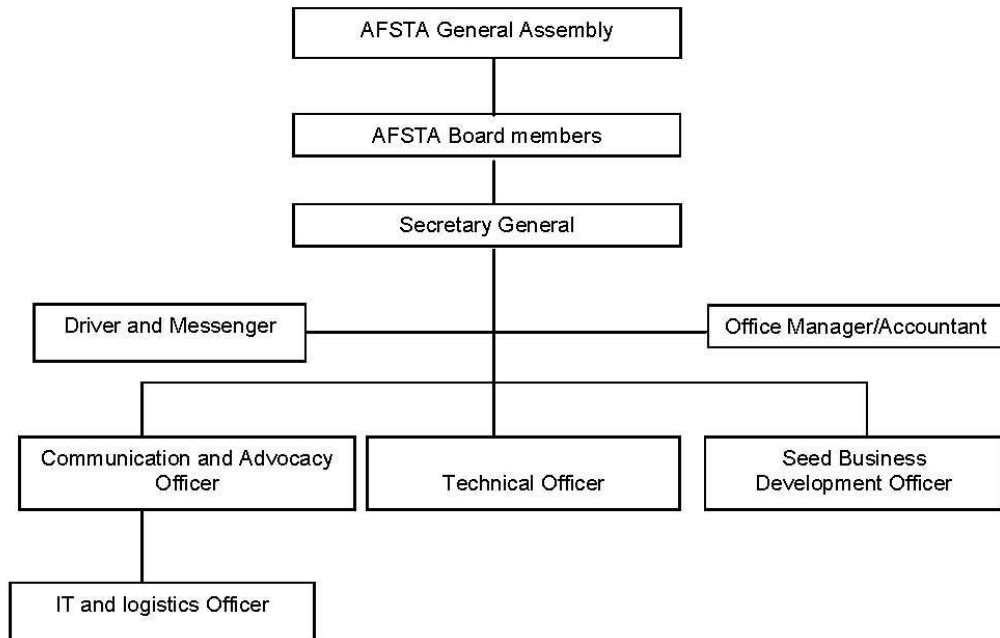 AFSTA General Assembly
AFSTA Board members
Secretary General
Driver and Messenger
Office Manager/Accountant
Communication and Advocacy
Officer
Technical Officer
Seed Business
Development Officer
IT and logistics Officer